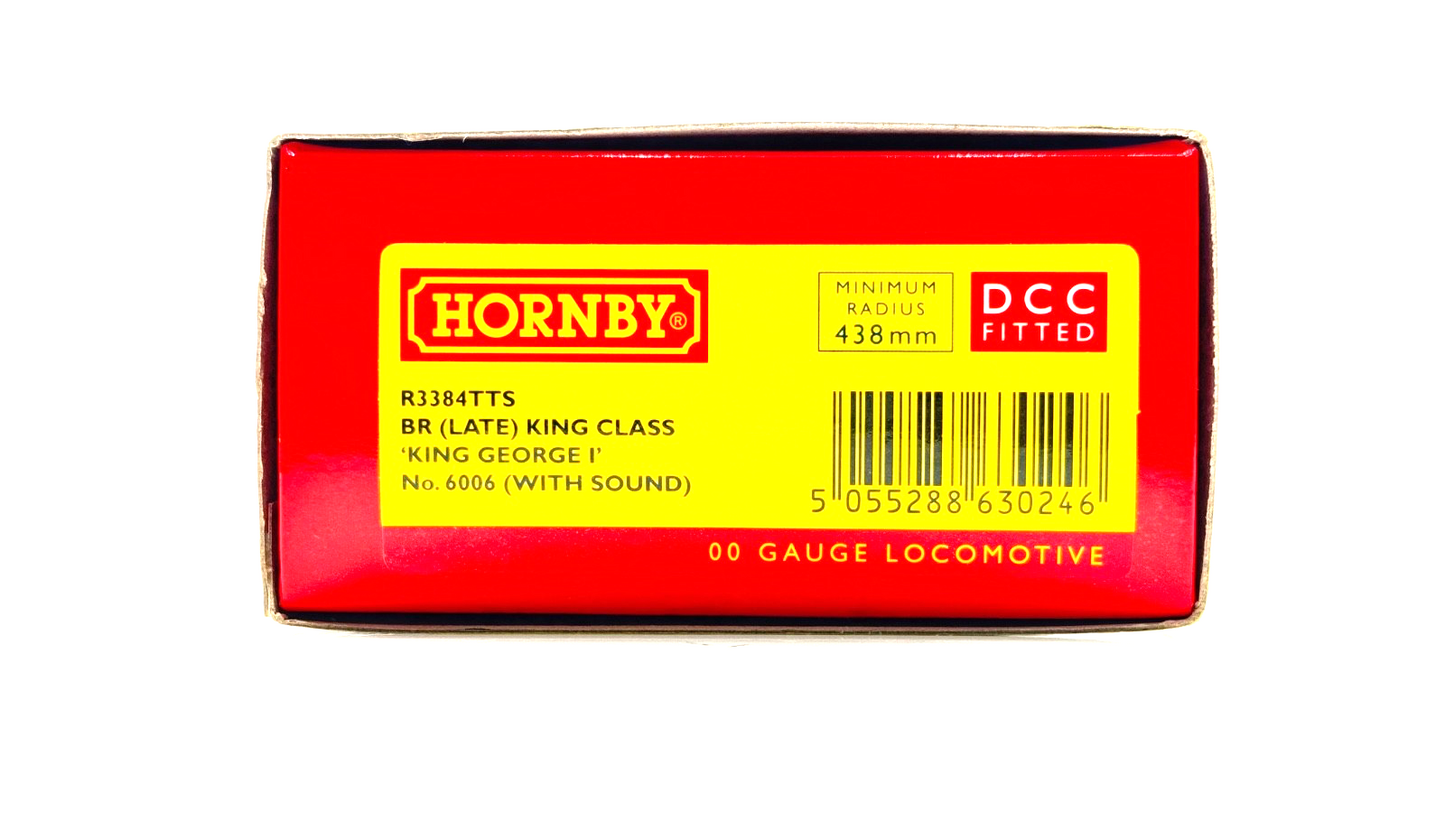 HORNBY®
MINIMUM
RADIUS
438mm
DCC
FITTED
R3384TTS
BR (LATE) KING CLASS
‘KING GEORGE I’
No. 6006 (WITH SOUND)
5 055288 630246
00 GAUGE LOCOMOTIVE